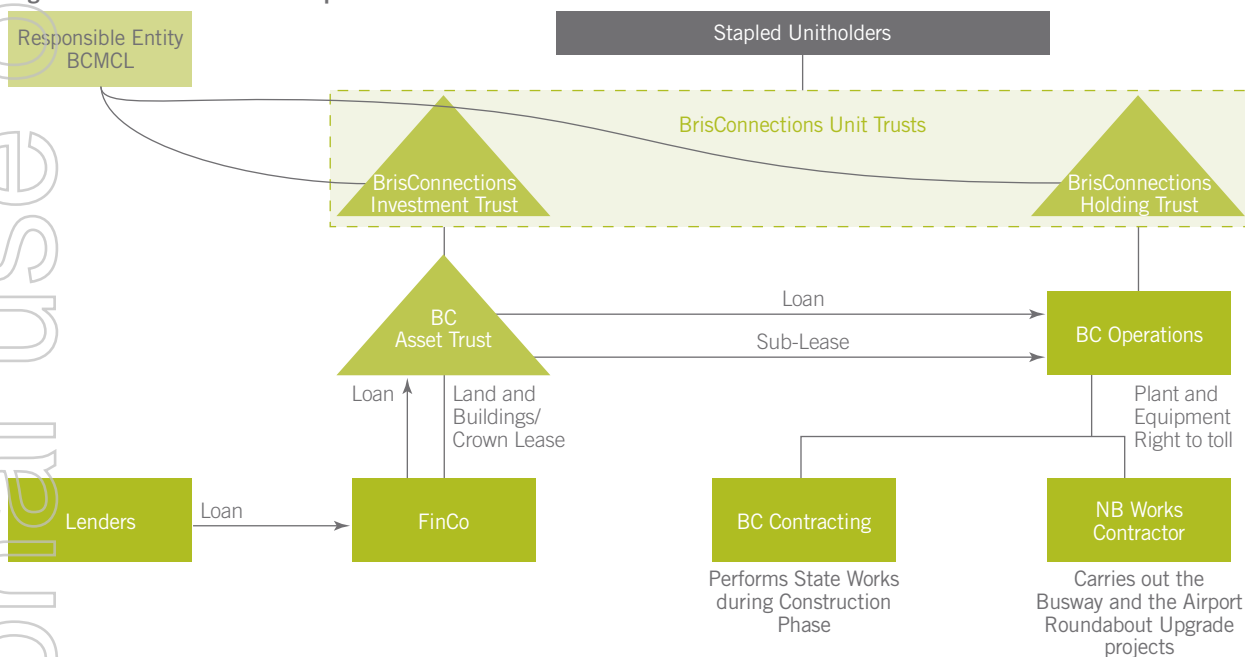 Responsible Entity
BCMCL
Stapled Unitholders
BrisConnections Unit Trusts
BrisConnections
Investment Trust
BrisConnections
Holding Trust
BC
Asset Trust
Loan
Sub-Lease
BC Operations
Loan
Land and
Buildings/
Crown Lease
Plant and
Equipment
Right to toll
Lenders
Loan
FinCo
BC Contracting
NB Works
Contractor
Performs State Works
during Construction
Phase
Carries out the
Busway and the Airport
Roundabout Upgrade
projects
use